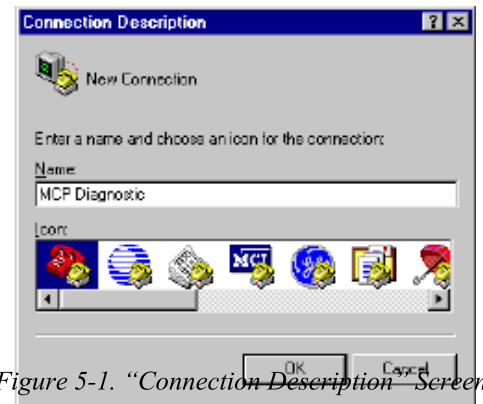 Connection Description
New Connection
Enter a name and choose an icon for the connection:
Name:
MCP Diagnostic
Icon:
MCI
OK Cancel
Figure 5-1. “Connection Description” Screen